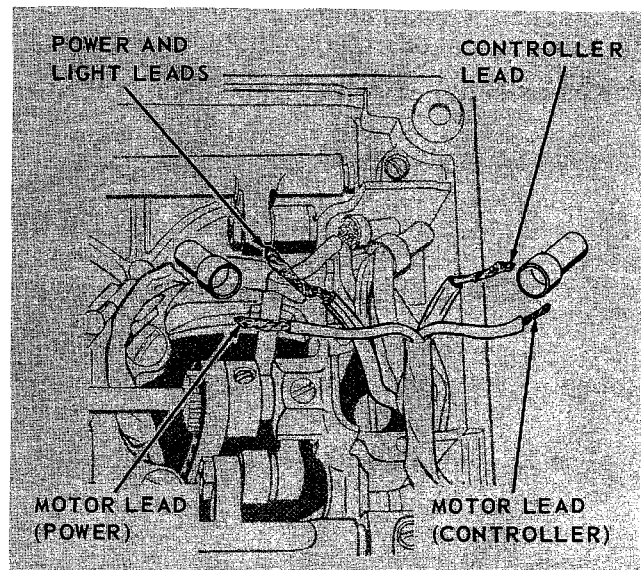 POWER AND
LIGHT LEADS
CONTROLLER
LEAD
MOTOR LEAD
(POWER)
MOTOR LEAD
(CONTROLLER)